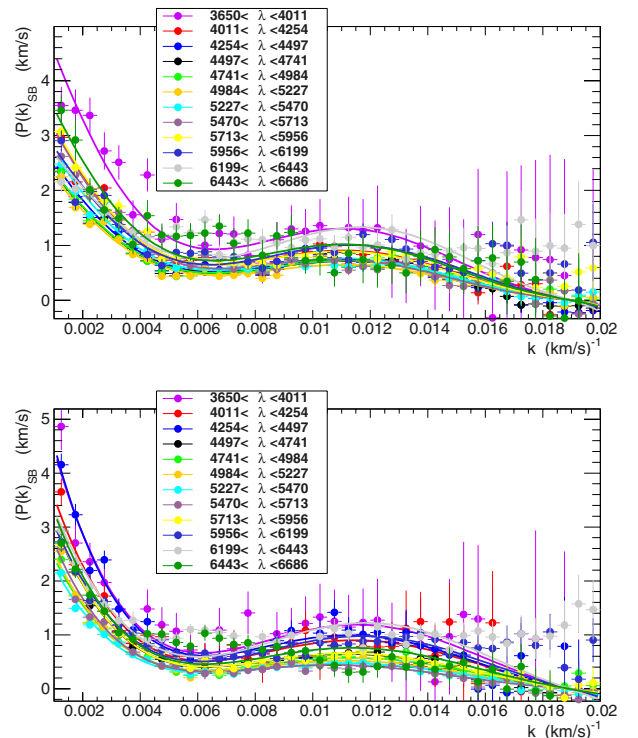 (P(k)SB (km/s)
3650< λ <4011
4011< λ <4254
4254< λ <4497
4497< λ <4741
4741< λ <4984
4984< λ <5227
5227< λ <5470
5470< λ <5713
5713< λ <5956
5956< λ <6199
6199< λ <6443
6443< λ <6686
4
3
2
1
0
0.002 0.004 0.006 0.008 0.01 0.012 0.014 0.016 0.018 0.02
k (km/s)-1
(P(k)SB (km/s)
3650< λ <4011
4011< λ <4254
4254< λ <4497
4497< λ <4741
4741< λ <4984
4984< λ <5227
5227< λ <5470
5470< λ <5713
5713< λ <5956
5956< λ <6199
6199< λ <6443
6443< λ <6686
5
4
3
2
1
0
0.002 0.004 0.006 0.008 0.01 0.012 0.014 0.016 0.018 0.02
k (km/s)-1